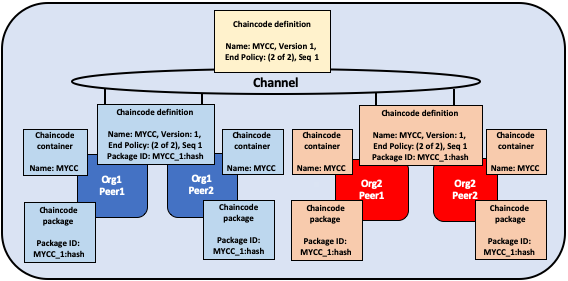 Chaincode definition
Name: MYCC, Version 1,
End Policy: (2 of 2), Seq 1
Channel
Chaincode definition
Name: MYCC, Version: 1,
End Policy: (2 of 2), Seq 1
Package ID: MYCC_1:hash
Chaincode definition
Name: MYCC, Version: 1,
End Policy: (2 of 2), Seq 1
Package ID: MYCC_1:hash
Chaincode
container
Name: MYCC
Chaincode
container
Name: MYCC
Chaincode
container
Name: MYCC
Chaincode
container
Name: MYCC
Org1
Peer1
Org1
Peer2
Org2
Peer1
Org2
Peer2
Chaincode
package
Package ID:
MYCC_1:hash
Chaincode
package
Package ID:
MYCC_1:hash
Chaincode
package
Package ID:
MYCC_1:hash
Chaincode
package
Package ID:
MYCC_1:hash